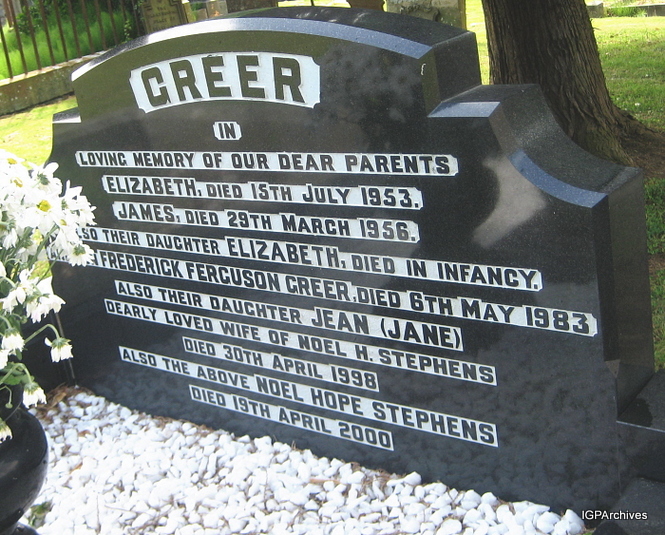 GREER
IN
LOVING MEMORY OF OUR DEAR PARENTS
ELIZABETH, DIED 15TH JULY 1953.
JAMES, DIED 29TH MARCH 1956.
THEIR DAUGHTER ELIZABETH, DIED IN INFANCY.
FREDERICK FERGUSON GREER, DIED 6TH MAY 1983
ALSO THEIR DAUGHTER JEAN (JANE)
DEARLY LOVED WIFE OF NOEL H. STEPHENS
DIED 30TH APRIL 1998
ALSO THE ABOVE NOEL HOPE STEPHENS
DIED 19TH APRIL 2000
IGPArchives